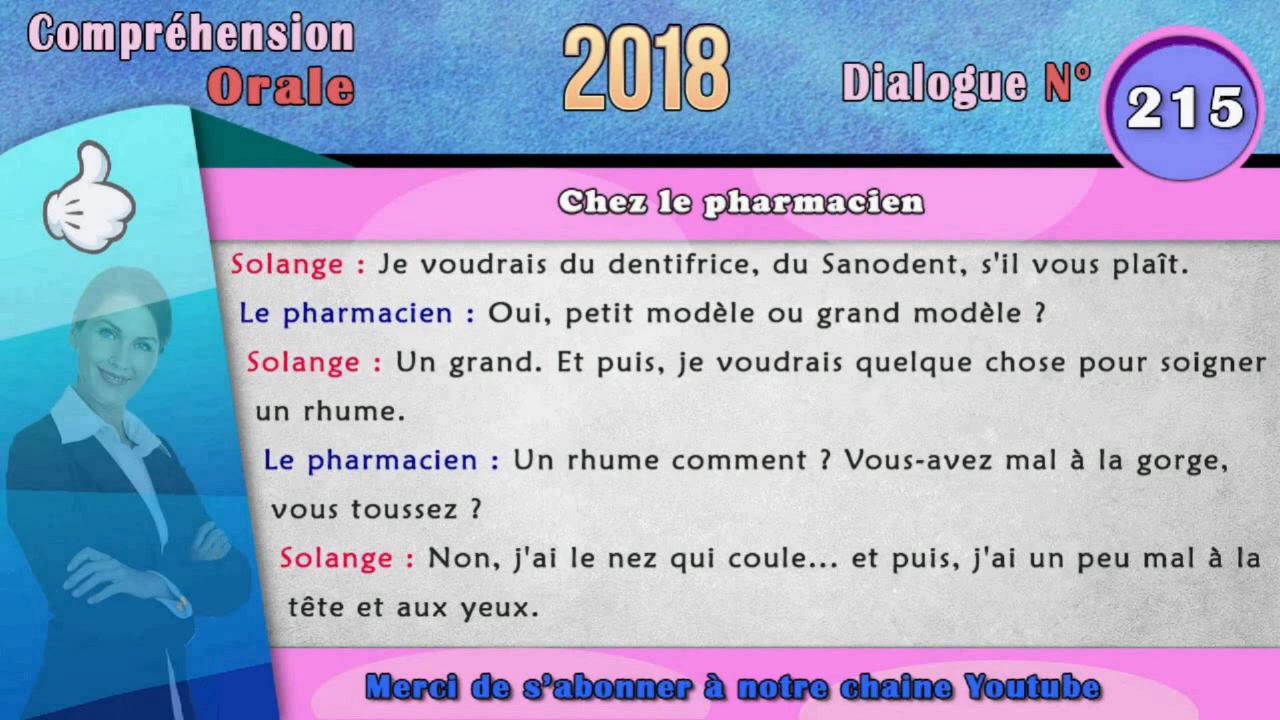 Compréhension
Orale
2018
Dialogue N°
215
Chez le pharmacien
Solange : Je voudrais du dentifrice, du Sanodent, s'il vous plaît.
Le pharmacien : Oui, petit modèle ou grand modèle ?
Solange : Un grand. Et puis, je voudrais quelque chose pour soigner
un rhume.
Le pharmacien : Un rhume comment ? Vous-avez mal à la gorge,
vous toussez ?
Solange : Non, j'ai le nez qui coule... et puis, j'ai un peu mal à la
tête et aux yeux.
Merci de s'abonner à notre chaine Youtube